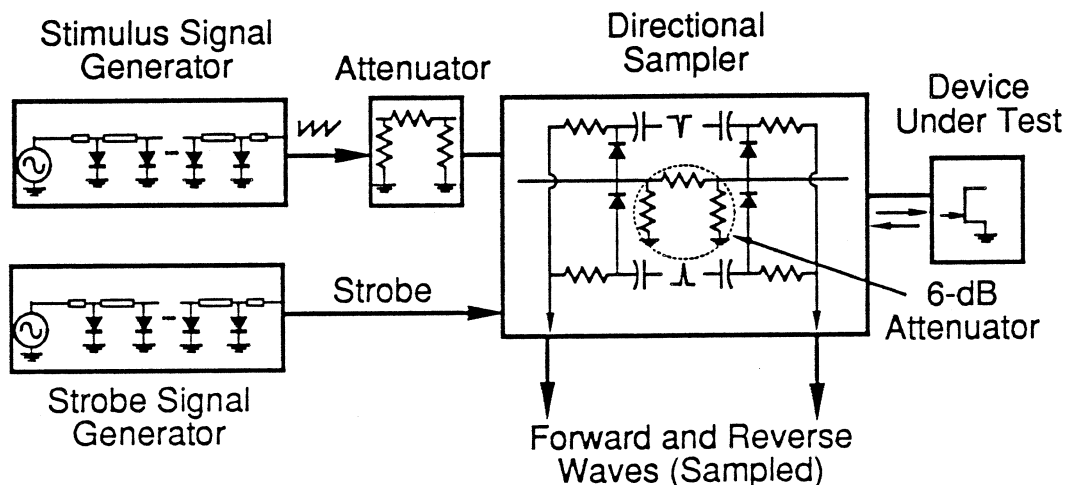 Stimulus Signal
Generator
Attenuator
Directional
Sampler
Device
Under Test
Strobe
6-dB
Attenuator
Strobe Signal
Generator
Forward and Reverse
Waves (Sampled)